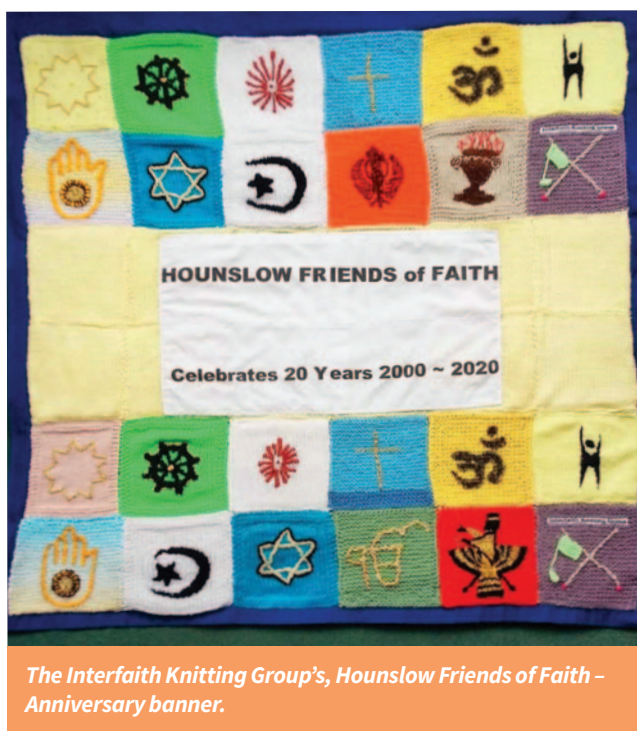 HOUNSLOW FRIENDS of FAITH
Celebrates 20 Years 2000 ~ 2020
The Interfaith Knitting Group’s, Hounslow Friends of Faith –
Anniversary banner.